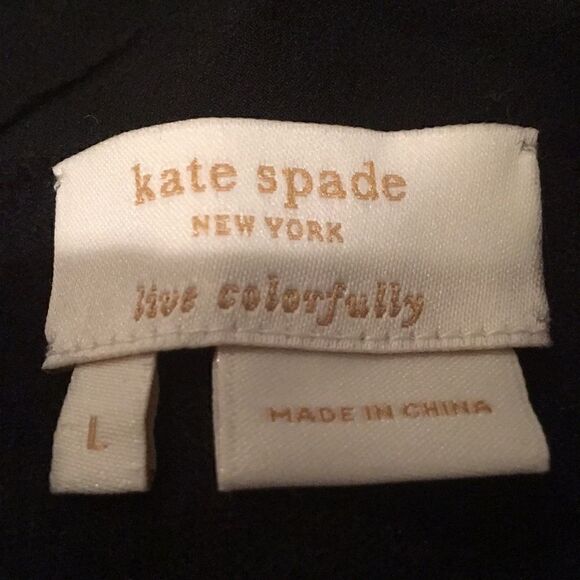 kate spade
NEW YORK
live colorfully
L
MADE IN CHINA